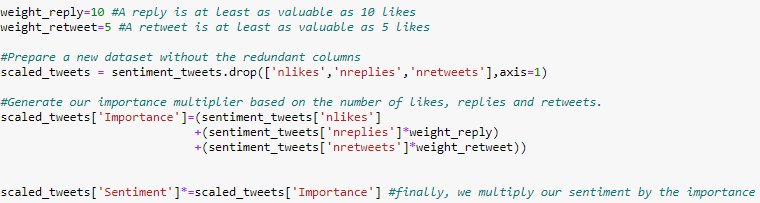 weight_reply=10 #A reply is at least as valuable as 10 likes
weight_retweet=5 #A retweet is at least as valuable as 5 likes
#Prepare a new dataset without the redundant columns
scaled_tweets = sentiment_tweets.drop(['nlikes','nreplies','nretweets'],axis=1)
#Generate our importance multiplier based on the number of likes, replies and retweets.
scaled_tweets['Importance']=(sentiment_tweets['nlikes']
+(sentiment_tweets['nreplies']*weight_reply)
+(sentiment_tweets['nretweets']*weight_retweet))
scaled_tweets['Sentiment']*=scaled_tweets['Importance'] #finally, we multiply our sentiment by the importance